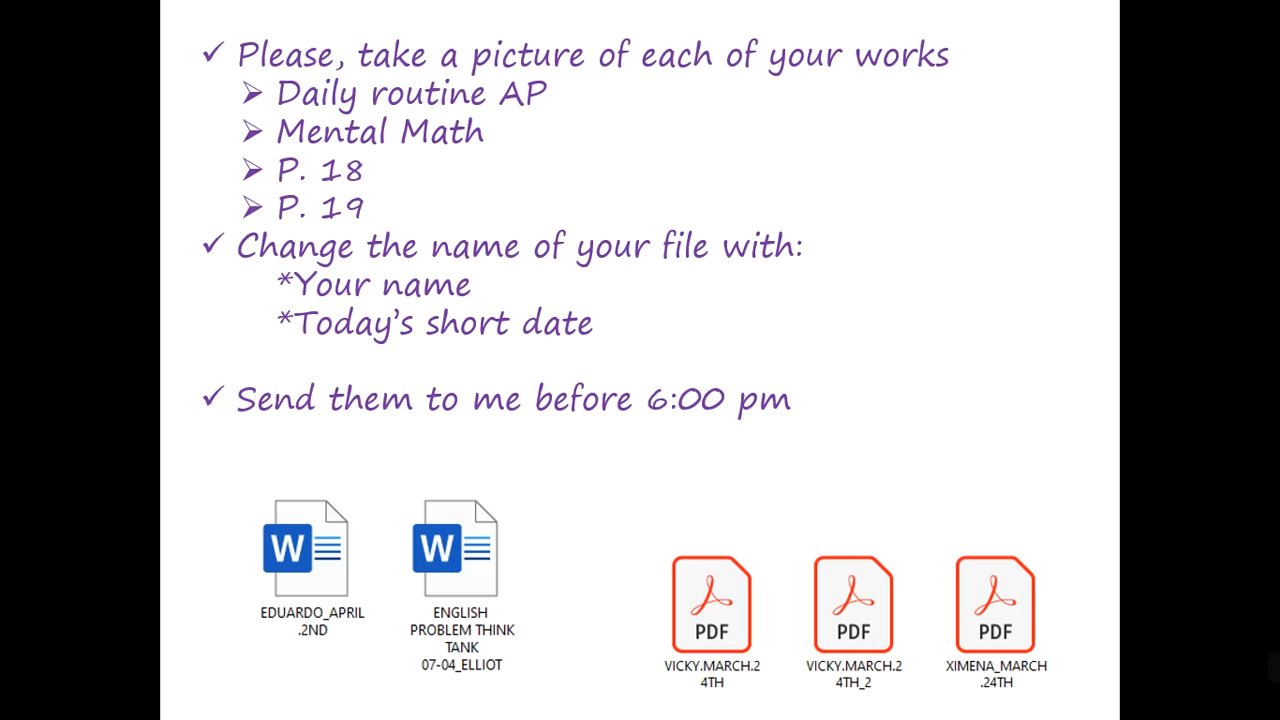 ✓ Please, take a picture of each of your works
➢ Daily routine AP
➢ Mental Math
➢ P. 18
➢ P. 19
✓ Change the name of your file with:
*Your name
*Today's short date
✓ Send them to me before 6:00 pm
W
EDUARDO_APRIL
.2ND
W
ENGLISH
PROBLEM THINK
TANK
07-04_ELLIOT
PDF
VICKY.MARCH.2
4TH
PDF
VICKY.MARCH.2
4TH_2
PDF
XIMENA_MARCH
.24TH